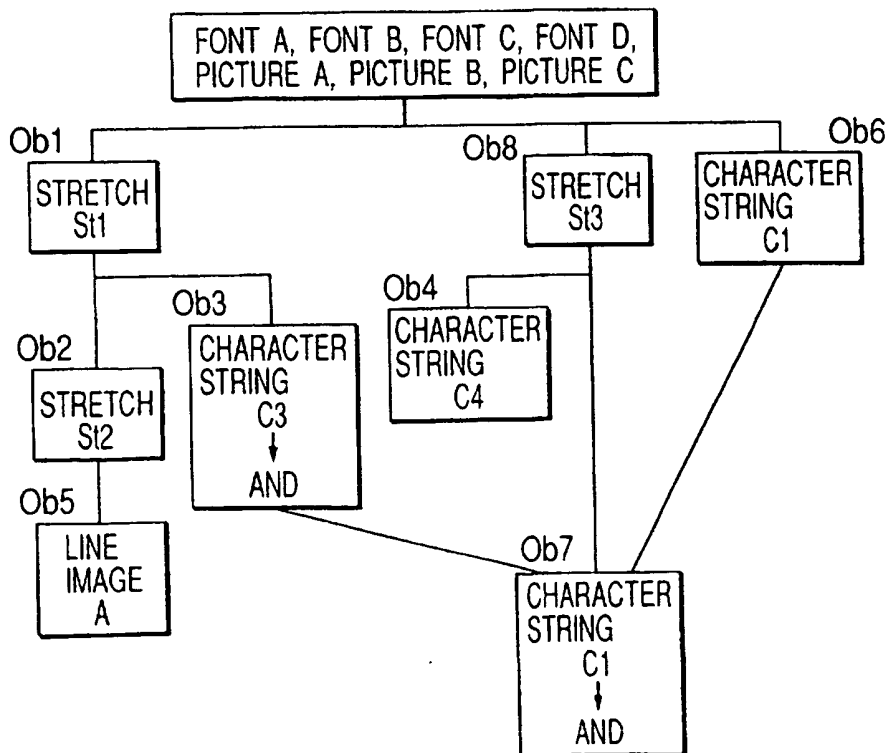 FONT A, FONT B, FONT C, FONT D,
PICTURE A, PICTURE B, PICTURE C
Ob1
STRETCH
St1
Ob8
STRETCH
St3
Ob6
CHARACTER
STRING
C1
Ob3
CHARACTER
STRING
C3
AND
Ob4
CHARACTER
STRING
C4
Ob2
STRETCH
St2
Ob5
LINE
IMAGE
A
Ob7
CHARACTER
STRING
C1
AND